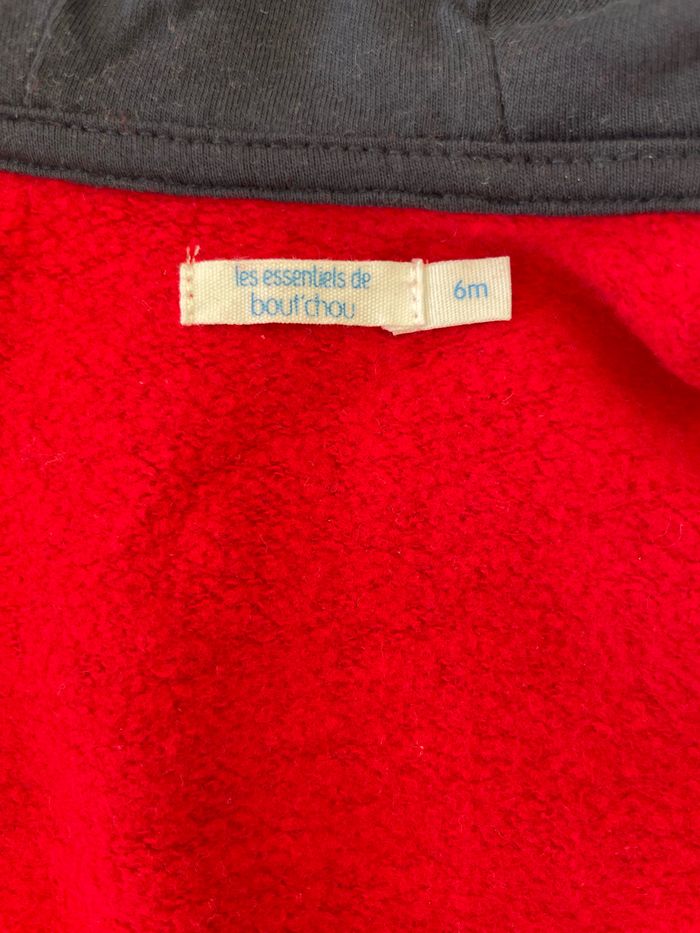 les essentiels de
bout'chou
6m